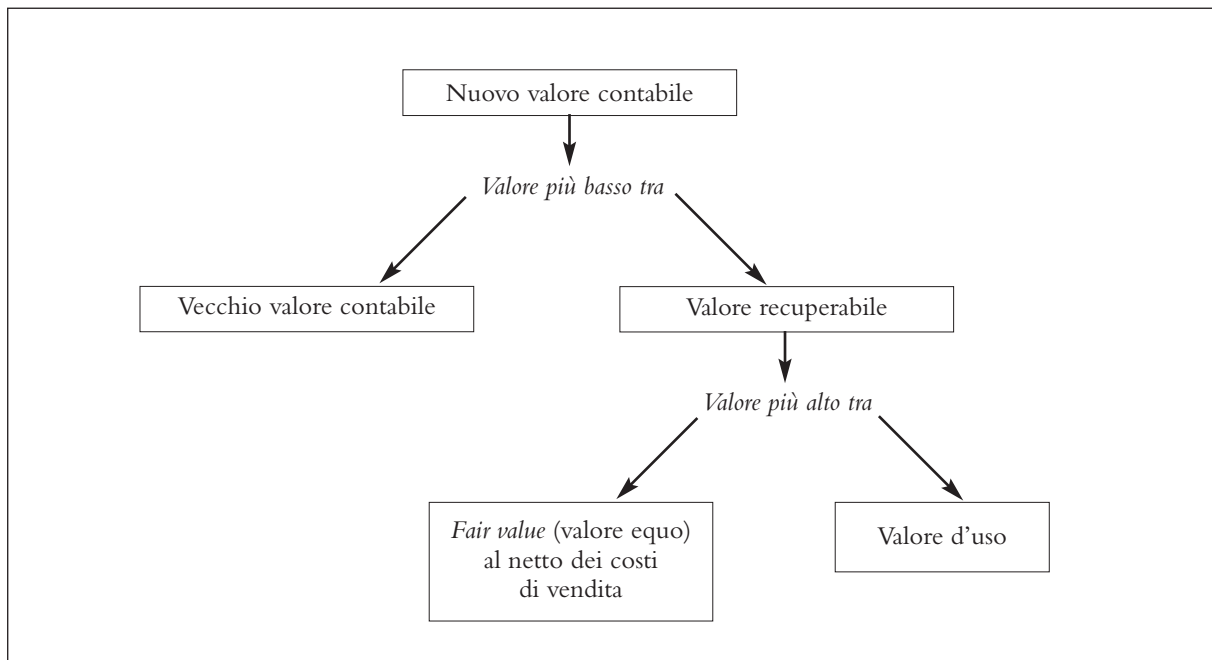 Nuovo valore contabile
Valore più basso tra
Vecchio valore contabile
Valore recuperabile
Valore più alto tra
Fair value (valore equo)
al netto dei costi
di vendita
Valore d’uso